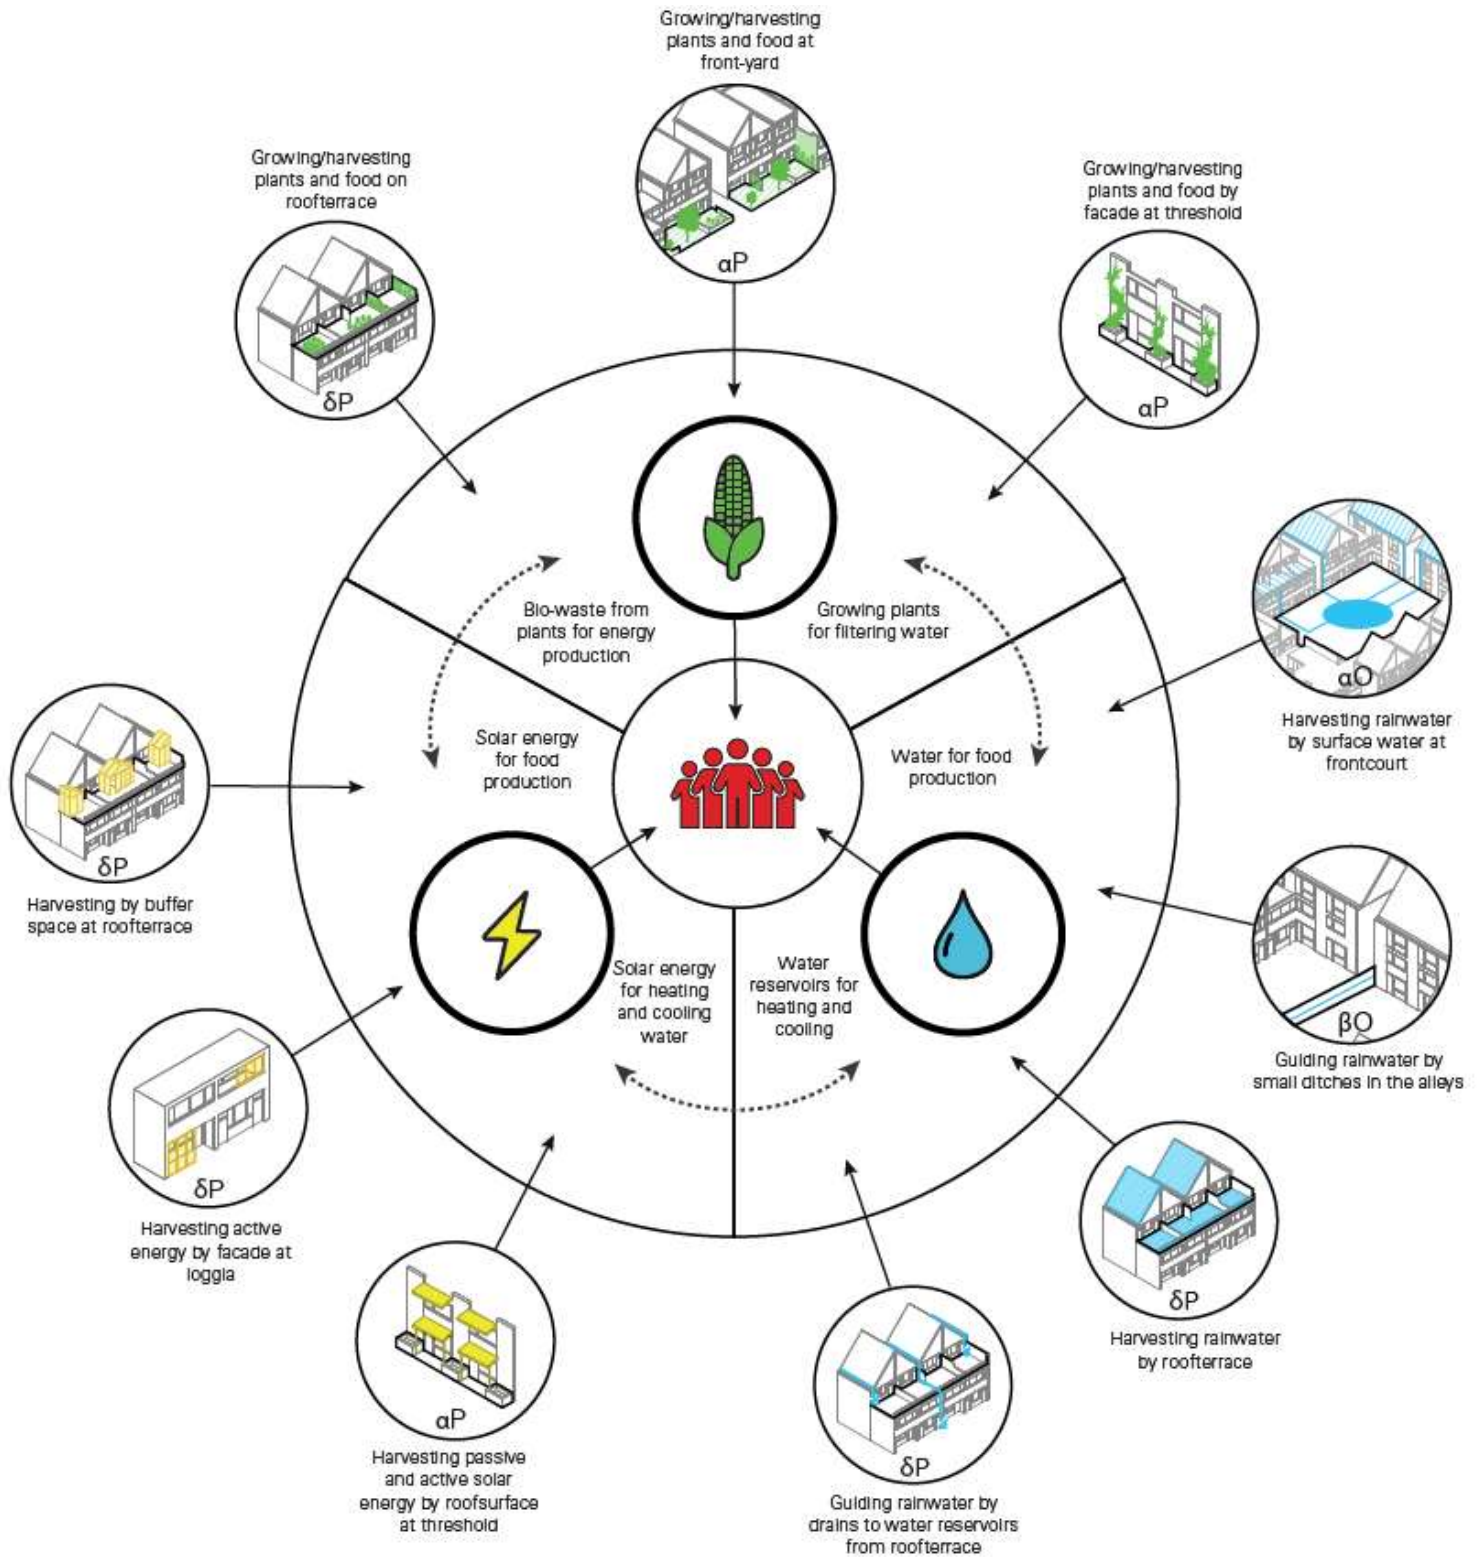 Growing/harvesting
plants and food at
front-yard
αP
Growing/harvesting
plants and food on
roofterrace
δP
Growing/harvesting
plants and food by
facade at threshold
αP
αO
Harvesting rainwater
by surface water at
frontcourt
βO
Guiding rainwater by
small ditches in the alleys
δP
Harvesting rainwater
by roofterrace
δP
Guiding rainwater by
drains to water reservoirs
from roofterrace
αP
Harvesting passive
and active solar
energy by roofsurface
at threshold
δP
Harvesting active
energy by facade at
loggia
δP
Harvesting by buffer
space at roofterrace
Bio-waste from
plants for energy
production
Growing plants
for filtering water
Solar energy
for food
production
Water for food
production
Solar energy
for heating
and cooling
water
Water
reservoirs for
heating and
cooling